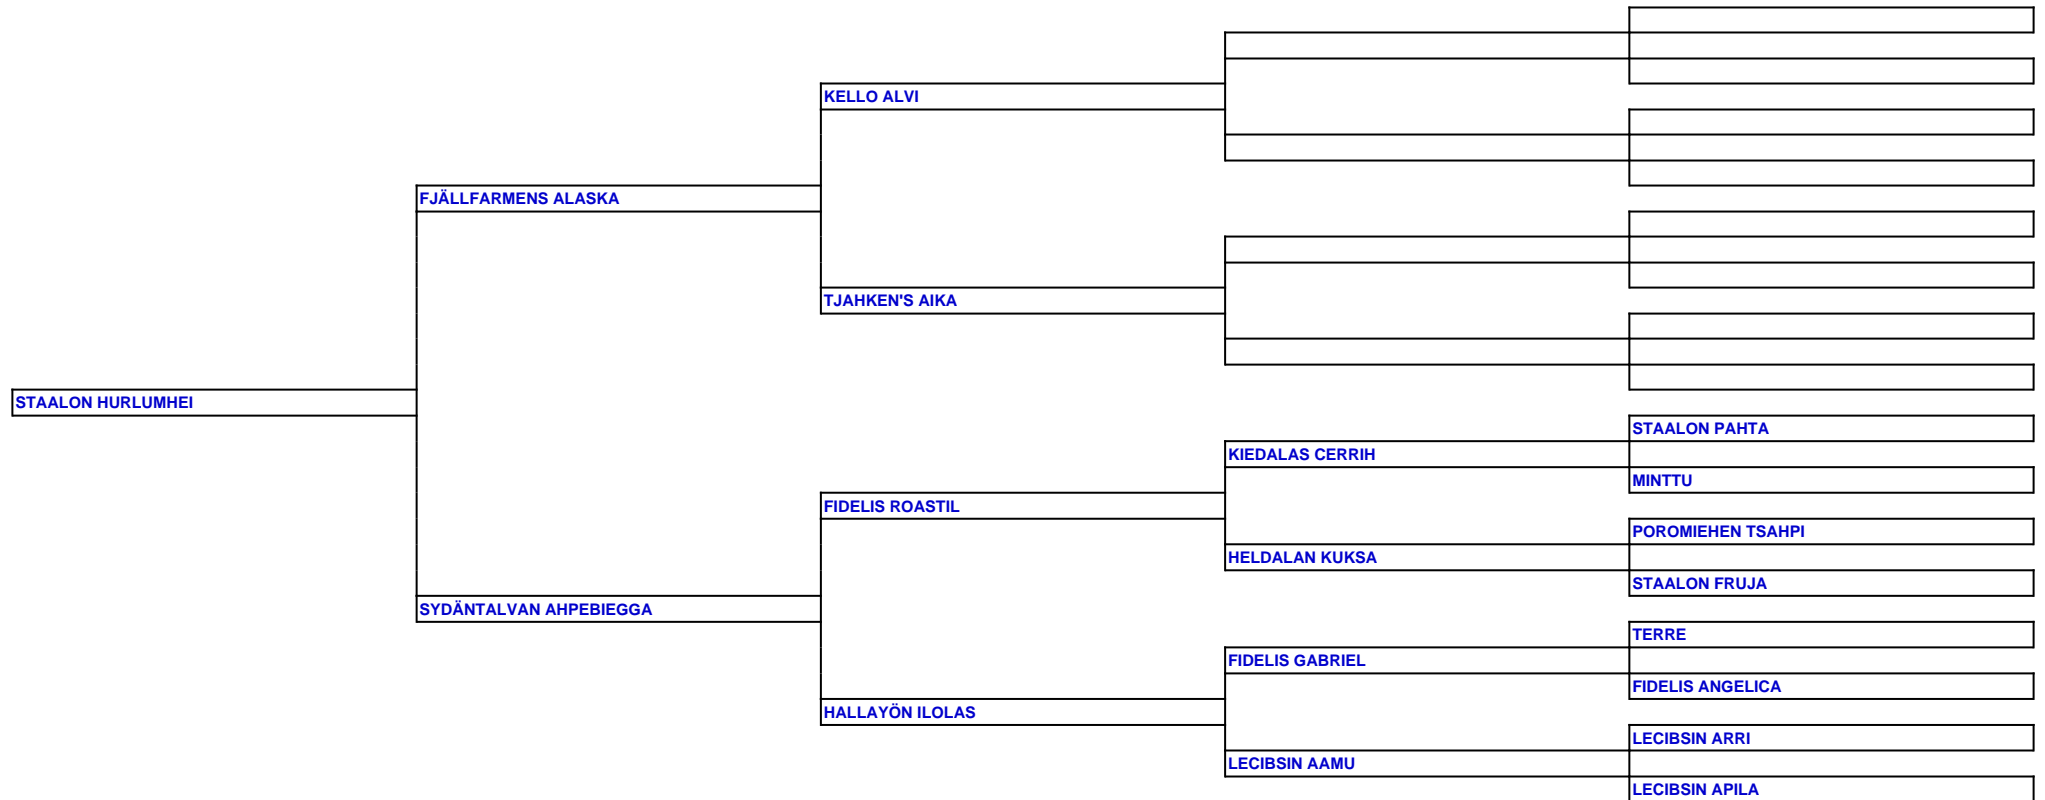 KELLO ALVI
FJÄLLFARMENS ALASKA
TJAHKEN'S AIKA
STAALON HURLUMHEI
STAALON PAHTA
KIEDALAS CERRIH
MINTTU
FIDELIS ROASTIL
POROMIEHEN TSAHPI
HELDALAN KUKSA
STAALON FRUJA
SYDÄNTALVAN AHPEBIEGGA
TERRE
FIDELIS GABRIEL
FIDELIS ANGELICA
HALLAYÖN ILOLAS
LECIBSIN ARRI
LECIBSIN AAMU
LECIBSIN APILA